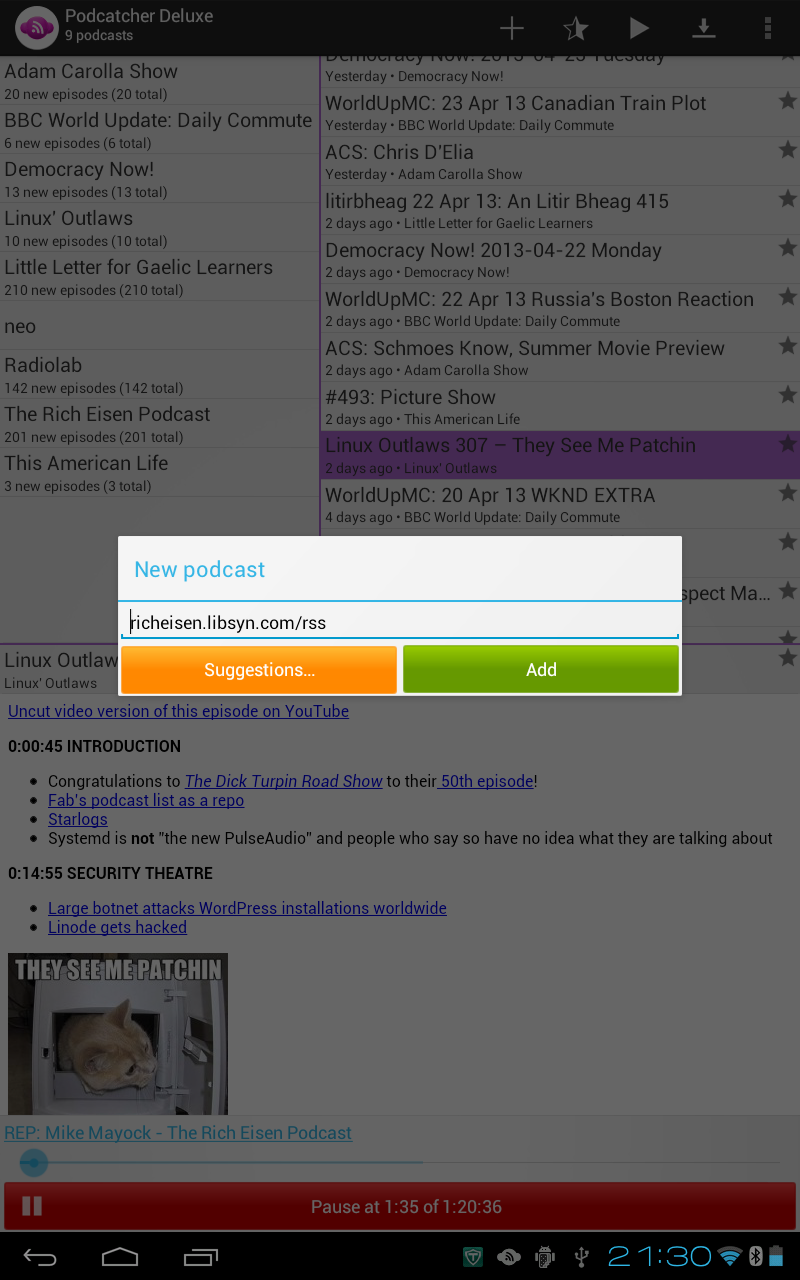 Podcatcher Deluxe
9 podcasts
Adam Carolla Show
20 new episodes (20 total)
BBC World Update: Daily Commute
6 new episodes (6 total)
Democracy Now!
13 new episodes (13 total)
Linux' Outlaws
10 new episodes (10 total)
Little Letter for Gaelic Learners
210 new episodes (210 total)
neo
Radiolab
142 new episodes (142 total)
The Rich Eisen Podcast
201 new episodes (201 total)
This American Life
3 new episodes (3 total)
Democracy Now! 2013-04-23 Tuesday
Yesterday • Democracy Now!
WorldUpMC: 23 Apr 13 Canadian Train Plot
Yesterday • BBC World Update: Daily Commute
ACS: Chris D'Elia
Yesterday • Adam Carolla Show
litirbheag 22 Apr 13: An Litir Bheag 415
2 days ago • Little Letter for Gaelic Learners
Democracy Now! 2013-04-22 Monday
2 days ago • Democracy Now!
WorldUpMC: 22 Apr 13 Russia's Boston Reaction
2 days ago • BBC World Update: Daily Commute
ACS: Schmoes Know, Summer Movie Preview
2 days ago • Adam Carolla Show
#493: Picture Show
2 days ago • This American Life
Linux Outlaws 307 – They See Me Patchin
2 days ago • Linux' Outlaws
WorldUpMC: 20 Apr 13 WKND EXTRA
4 days ago • BBC World Update: Daily Commute
spect Ma...
New podcast
richeisen.libsyn.com/rss
Suggestions...
Add
Linux Outlaw
Linux' Outlaws
Uncut video version of this episode on YouTube
0:00:45 INTRODUCTION
• Congratulations to The Dick Turpin Road Show to their 50th episode!
• Fab's podcast list as a repo
• Starlogs
• Systemd is not "the new PulseAudio" and people who say so have no idea what they are talking about
0:14:55 SECURITY THEATRE
• Large botnet attacks WordPress installations worldwide
• Linode gets hacked
THEY SEE ME PATCHIN
REP: Mike Mayock - The Rich Eisen Podcast
Pause at 1:35 of 1:20:36
21:30